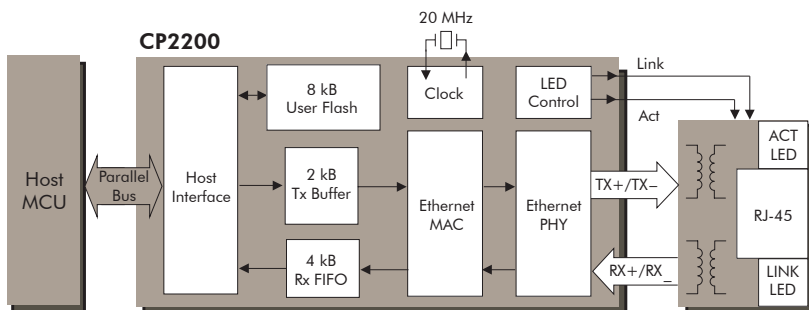 20 MHz
CP2200
Host
MCU
Parallel
Bus
Host
Interface
8 kB
User Flash
2 kB
Tx Buffer
4 kB
Rx FIFO
Clock
Ethernet
MAC
LED
Control
Ethernet
PHY
Link
Act
TX+/TX–
RX+/RX_
ACT
LED
RJ-45
LINK
LED